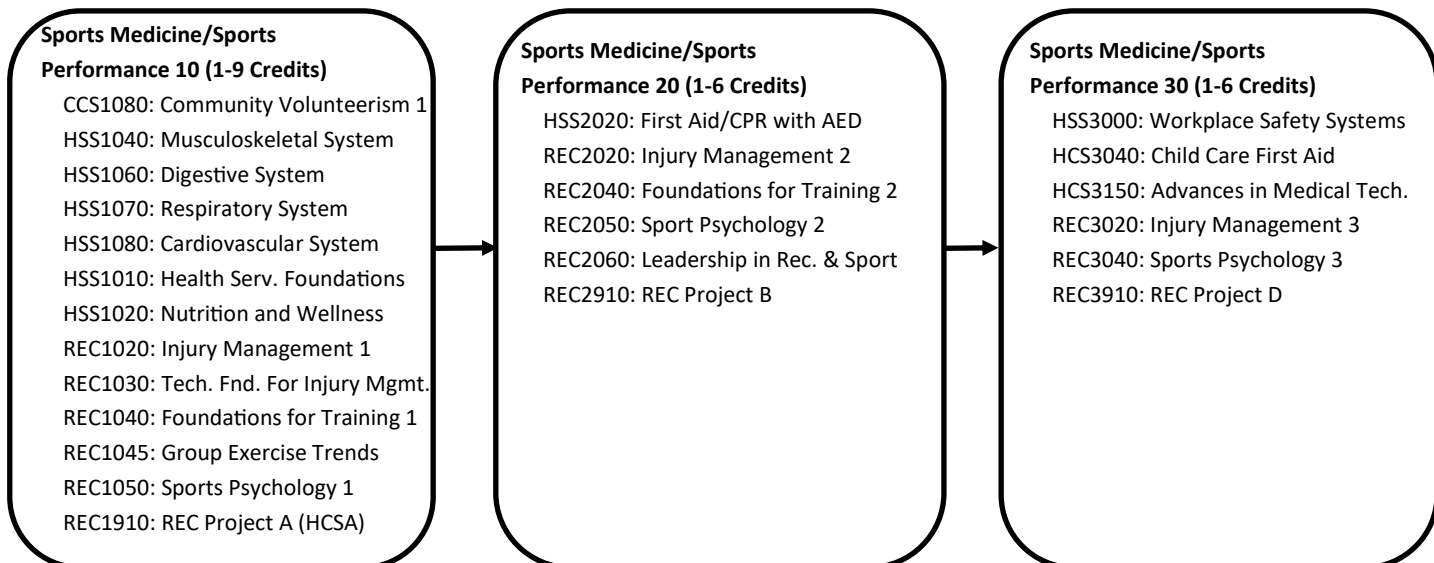 Sports Medicine/Sports
Performance 10 (1-9 Credits)
CCS1080: Community Volunteerism 1
HSS1040: Musculoskeletal System
HSS1060: Digestive System
HSS1070: Respiratory System
HSS1080: Cardiovascular System
HSS1010: Health Serv. Foundations
HSS1020: Nutrition and Wellness
REC1020: Injury Management 1
REC1030: Tech. Fnd. For Injury Mgmt.
REC1040: Foundations for Training 1
REC1045: Group Exercise Trends
REC1050: Sports Psychology 1
REC1910: REC Project A (HCSA)
Sports Medicine/Sports
Performance 20 (1-6 Credits)
HSS2020: First Aid/CPR with AED
REC2020: Injury Management 2
REC2040: Foundations for Training 2
REC2050: Sport Psychology 2
REC2060: Leadership in Rec. & Sport
REC2910: REC Project B
Sports Medicine/Sports
Performance 30 (1-6 Credits)
HSS3000: Workplace Safety Systems
HCS3040: Child Care First Aid
HCS3150: Advances in Medical Tech.
REC3020: Injury Management 3
REC3040: Sports Psychology 3
REC3910: REC Project D